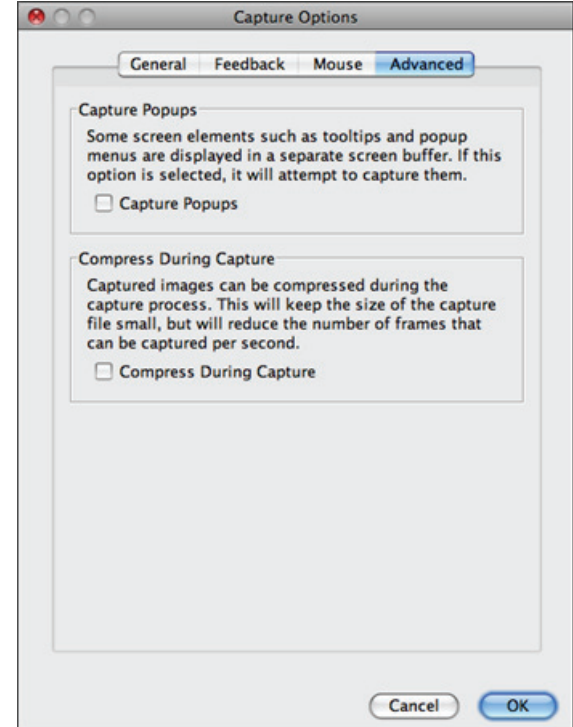 Capture Options
General Feedback Mouse Advanced
Capture Popups
Some screen elements such as tooltips and popup
menus are displayed in a separate screen buffer. If this
option is selected, it will attempt to capture them.
Capture Popups
Compress During Capture
Captured images can be compressed during the
capture process. This will keep the size of the capture
file small, but will reduce the number of frames that
can be captured per second.
Compress During Capture
Cancel OK